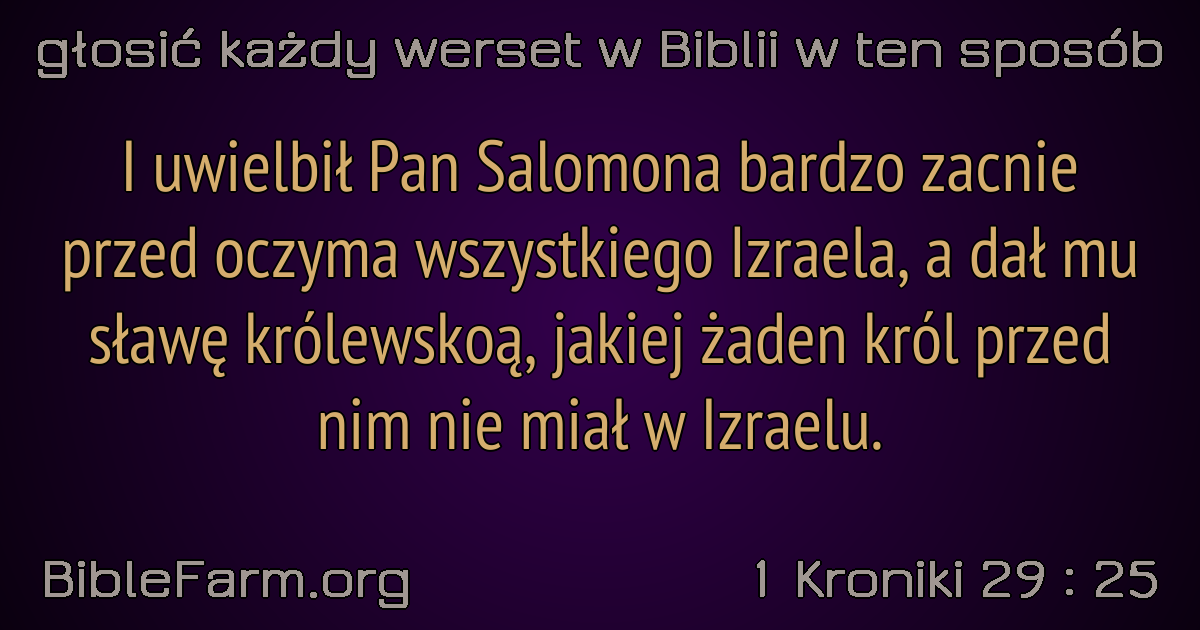 głosić każdy werset w Biblii w ten sposób
I uwielbił Pan Salomona bardzo zacnie
przed oczyma wszystkiego Izraela, a dał mu
sławę królewskoą, jakiej żaden król przed
nim nie miał w Izraelu.
BibleFarm.org
1 Kroniki 29 : 25